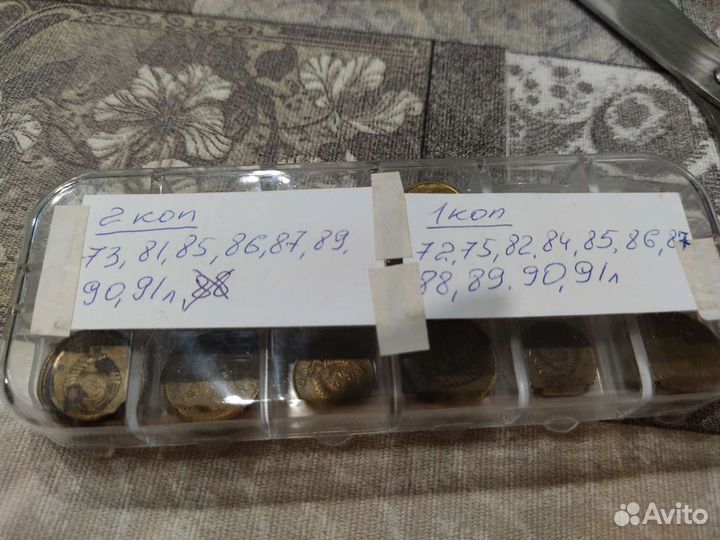 2 коп
73, 81, 85, 86, 87, 89,
90, 91л, 88
1 коп
72, 75, 82, 84, 85, 86, 87
88, 89, 90, 91л
Avito